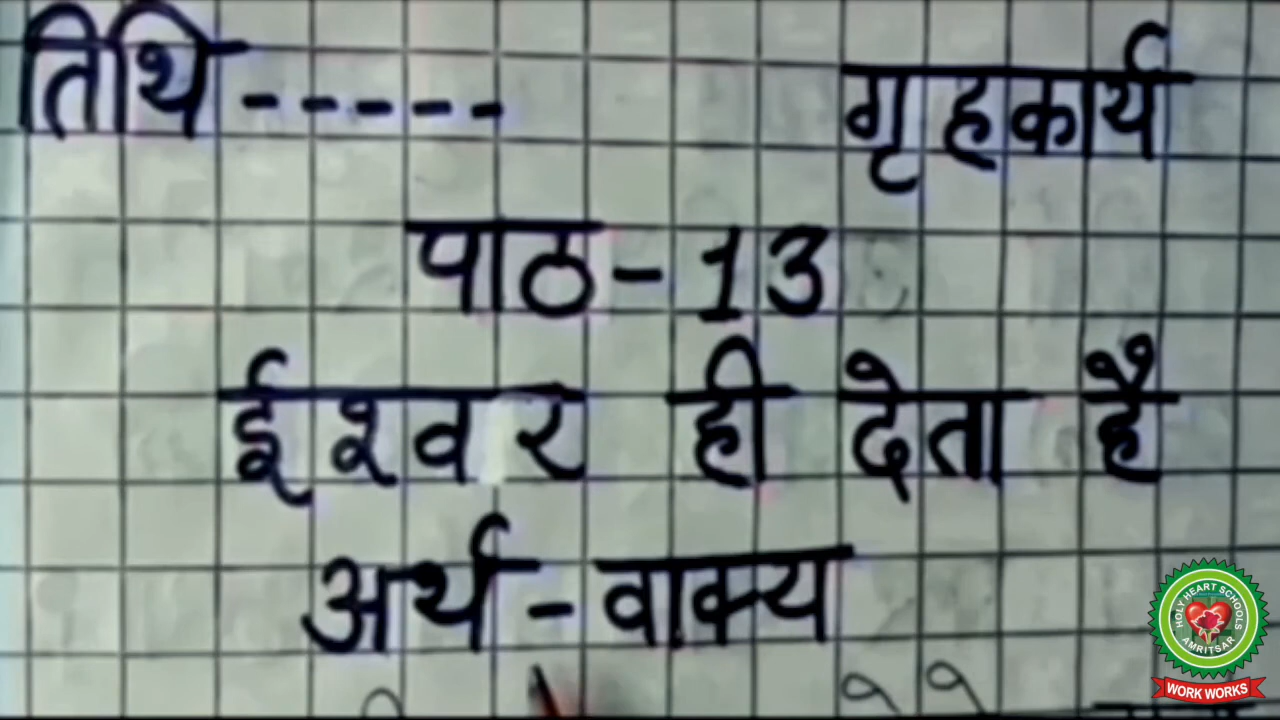 तिथि ----- गृहकार्य
पाठ-13
ईश्वर ही देता है
अर्थ-वाक्य
HOLY HEART SCHOOLS
AMRITSAR
WORK WORKS